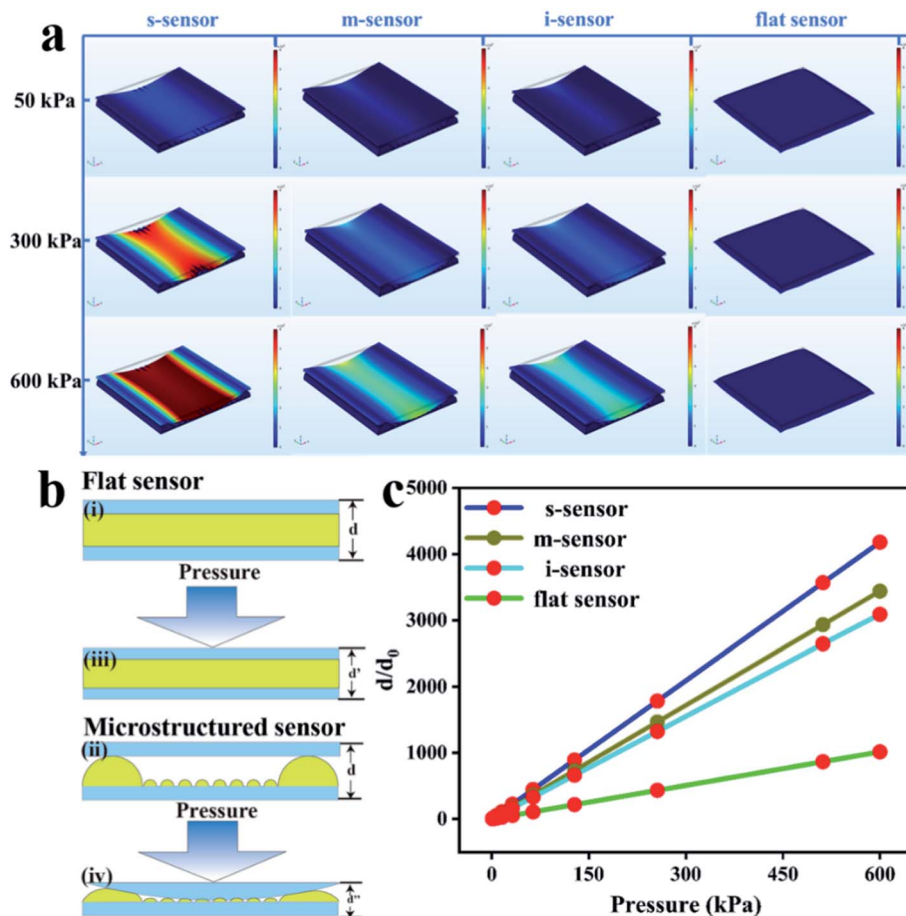 a
s-sensor
m-sensor
i-sensor
flat sensor
50 kPa
300 kPa
600 kPa
b
Flat sensor
(i)
d
Pressure
(iii)
d'
Microstructured sensor
(ii)
d
Pressure
(iv)
d''
c
5000
4000
3000
2000
1000
0
d/d₀
s-sensor
m-sensor
i-sensor
flat sensor
0
150
300
450
600
Pressure (kPa)